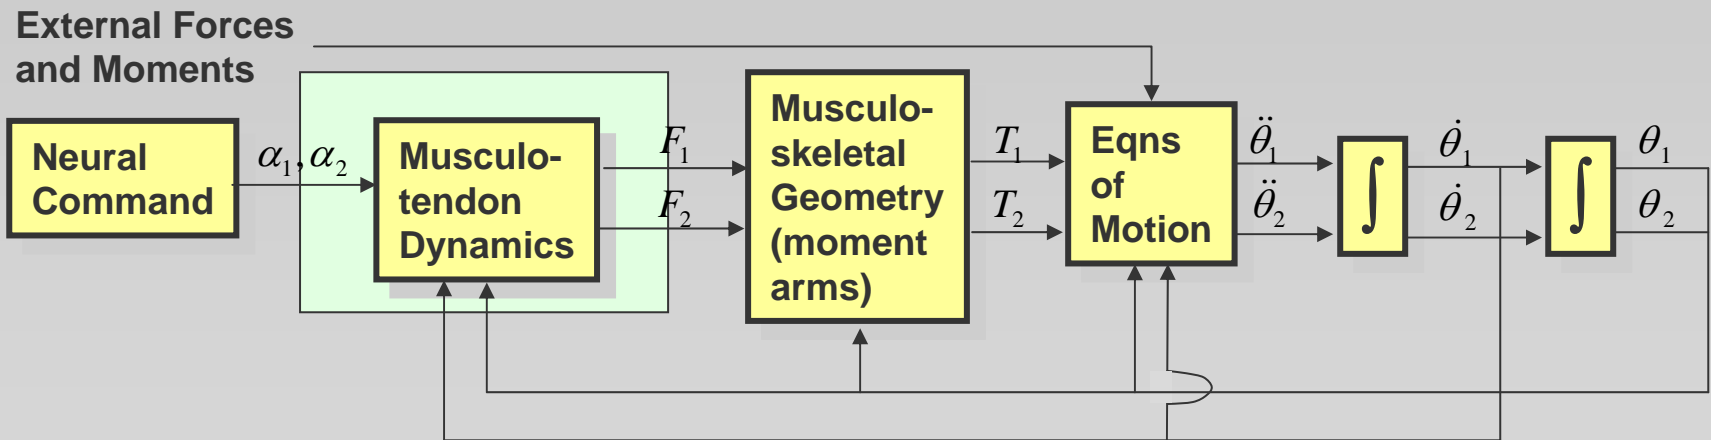 External Forces
and Moments
Neural
Command
α₁, α₂
Musculo-
tendon
Dynamics
F₁
F₂
Musculo-
skeletal
Geometry
(moment
arms)
T₁
T₂
Eqns
of
Motion
θ̈₁
θ̈₂
∫
θ̇₁
θ̇₂
∫
θ₁
θ₂